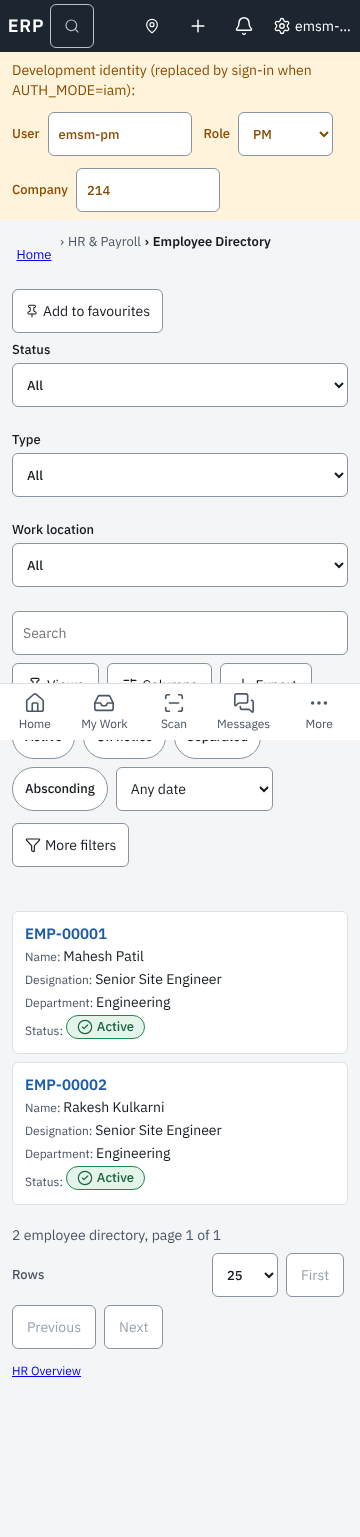 ERP
emsm-...
Development identity (replaced by sign-in when
AUTH_MODE=iam):
User emsm-pm Role PM
Company 214
Home › HR & Payroll › Employee Directory
Add to favourites
Status
All
Type
All
Work location
All
Search
Home My Work Scan Messages More
Absconding Any date
More filters
EMP-00001
Name: Mahesh Patil
Designation: Senior Site Engineer
Department: Engineering
Status: Active
EMP-00002
Name: Rakesh Kulkarni
Designation: Senior Site Engineer
Department: Engineering
Status: Active
2 employee directory, page 1 of 1
Rows 25 First
Previous Next
HR Overview